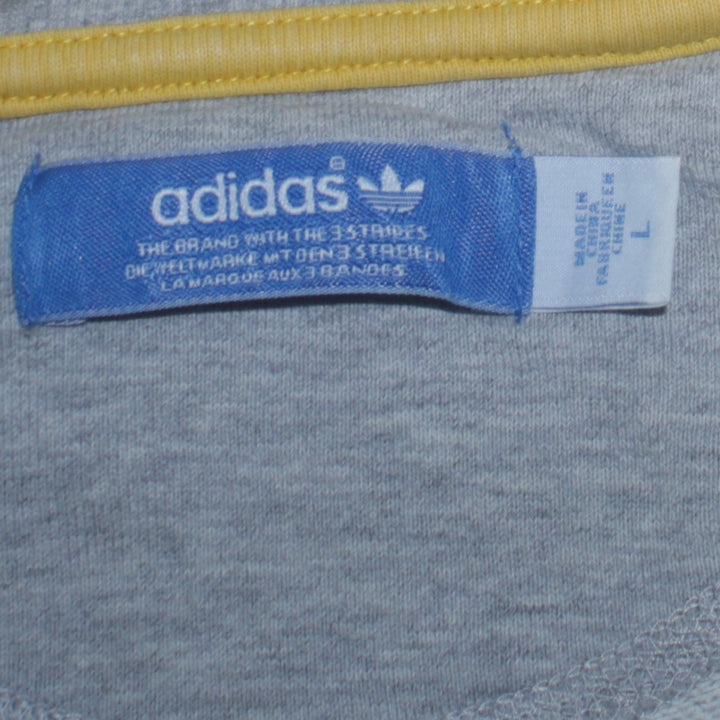 adidas®
THE BRAND WITH THE 3 STRIPES
DIE WELTMARKE MIT DEN 3 STREIFEN
LA MARQUE AUX 3 BANDES
MADE IN
CHINA
FABRIQUE EN
CHINE
L